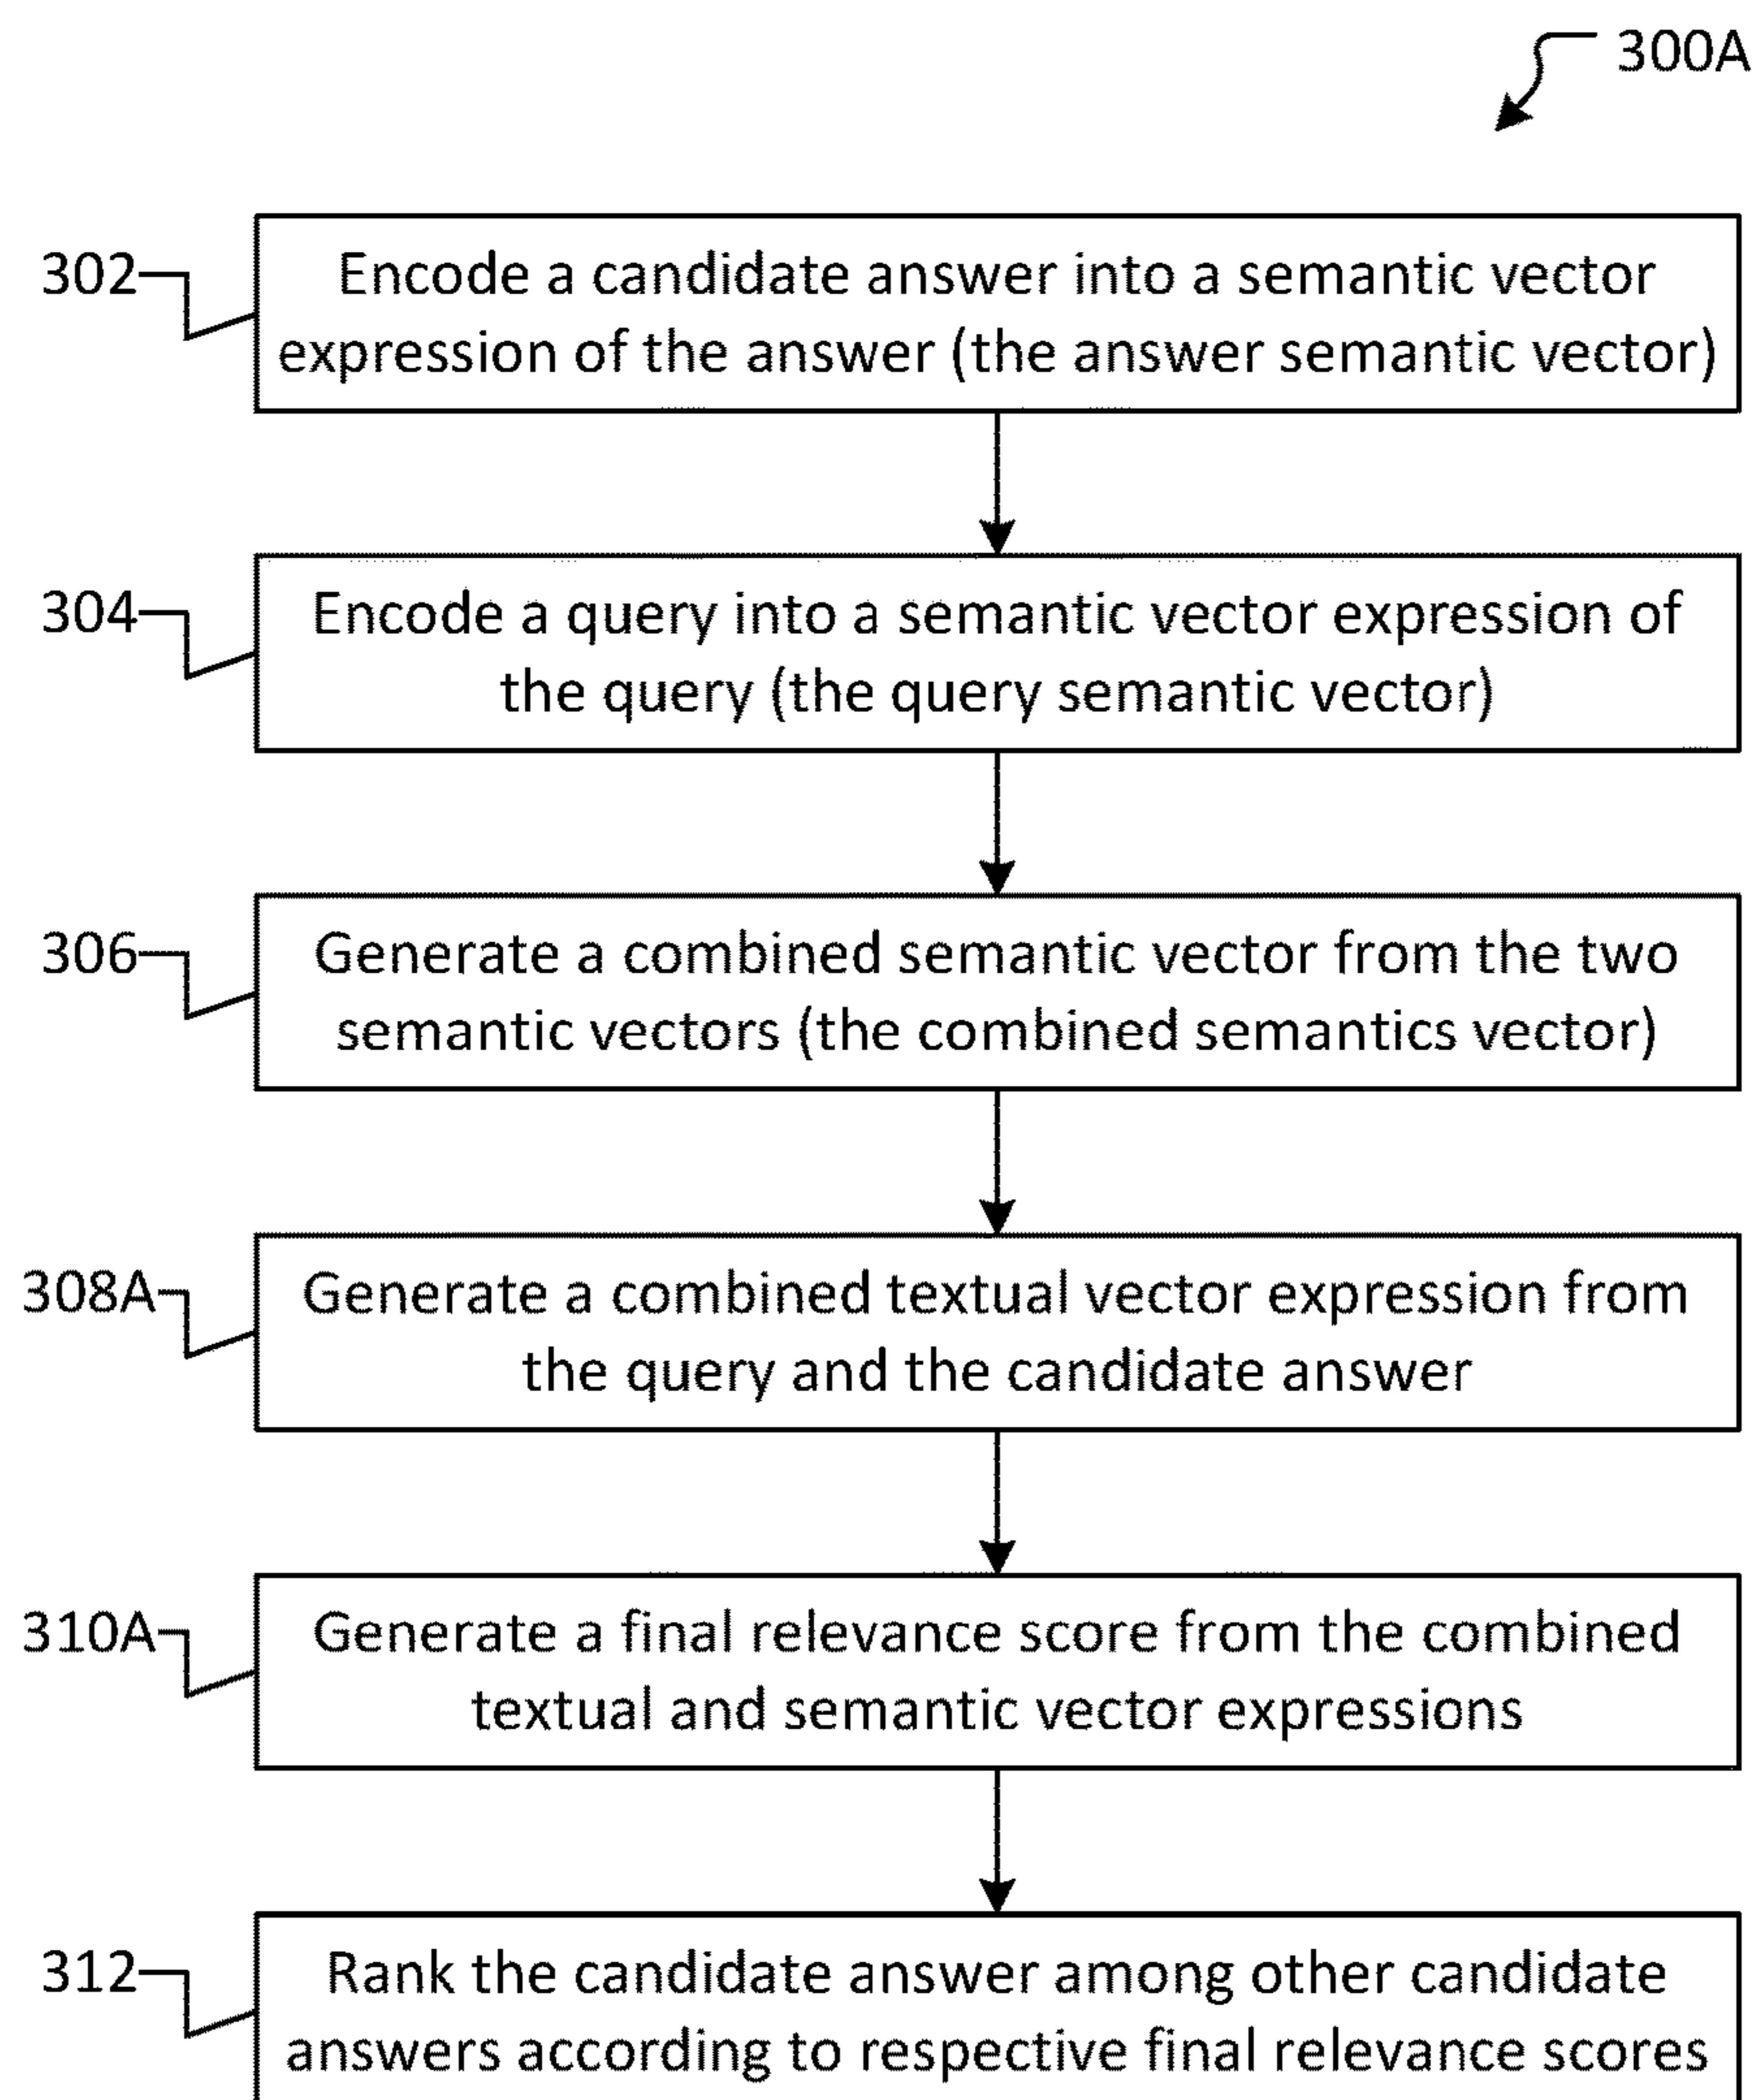 300A
302
Encode a candidate answer into a semantic vector
expression of the answer (the answer semantic vector)
304
Encode a query into a semantic vector expression of
the query (the query semantic vector)
306
Generate a combined semantic vector from the two
semantic vectors (the combined semantics vector)
308A
Generate a combined textual vector expression from
the query and the candidate answer
310A
Generate a final relevance score from the combined
textual and semantic vector expressions
312
Rank the candidate answer among other candidate
answers according to respective final relevance scores